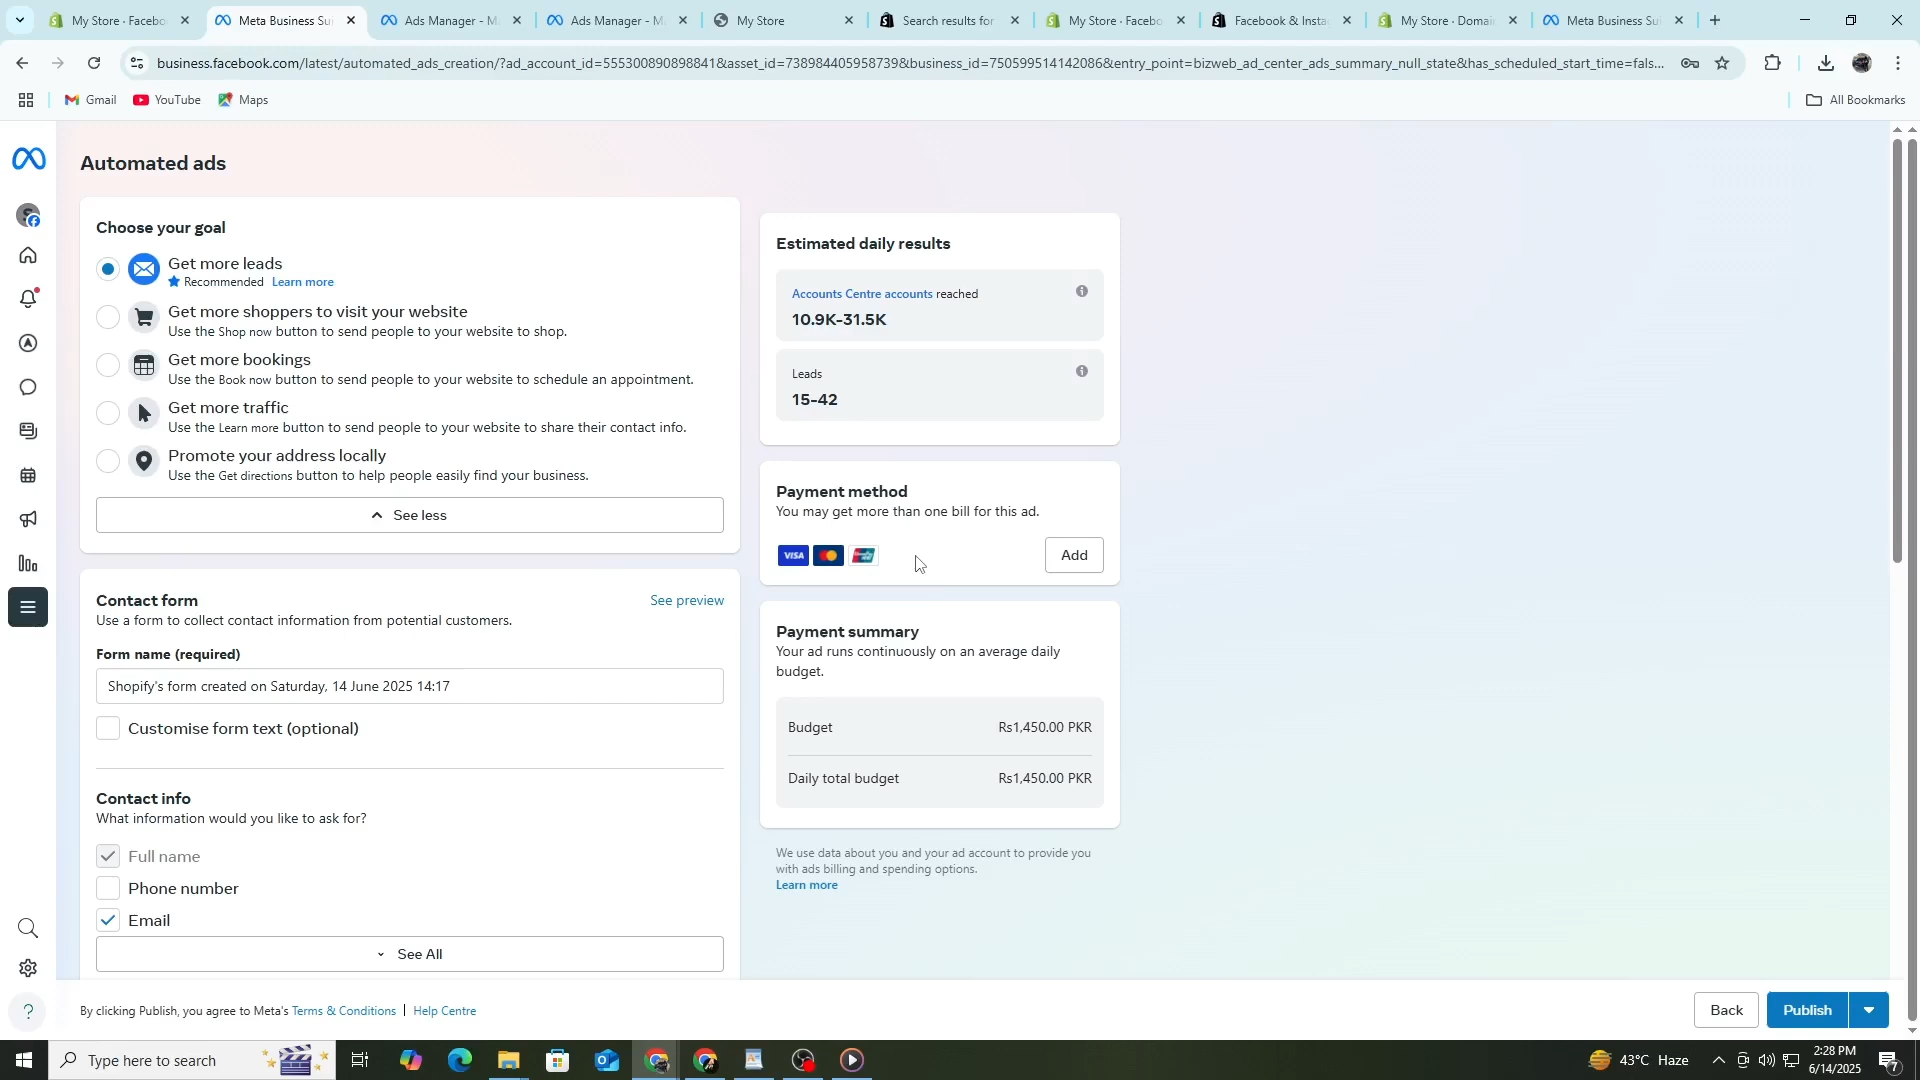 My Store · Facebo
Meta Business Sui
Ads Manager - M
Ads Manager - M
My Store
Search results for
My Store · Facebo
Facebook & Insta
My Store · Domai
Meta Business Sui
business.facebook.com/latest/automated_ads_creation/?ad_account_id=555300890898841&asset_id=738984405958739&business_id=750599514142086&entry_point=bizweb_ad_center_ads_summary_null_state&has_scheduled_start_time=fals...
Gmail
YouTube
Maps
All Bookmarks
Automated ads
Choose your goal
Get more leads
Recommended Learn more
Get more shoppers to visit your website
Use the Shop now button to send people to your website to shop.
Get more bookings
Use the Book now button to send people to your website to schedule an appointment.
Get more traffic
Use the Learn more button to send people to your website to share their contact info.
Promote your address locally
Use the Get directions button to help people easily find your business.
See less
Contact form
See preview
Use a form to collect contact information from potential customers.
Form name (required)
Shopify's form created on Saturday, 14 June 2025 14:17
Customise form text (optional)
Contact info
What information would you like to ask for?
Full name
Phone number
Email
See All
Estimated daily results
Accounts Centre accounts reached
10.9K-31.5K
Leads
15-42
Payment method
You may get more than one bill for this ad.
VISA
Add
Payment summary
Your ad runs continuously on an average daily
budget.
Budget Rs1,450.00 PKR
Daily total budget Rs1,450.00 PKR
We use data about you and your ad account to provide you
with ads billing and spending options.
Learn more
By clicking Publish, you agree to Meta's Terms & Conditions | Help Centre
Back
Publish
Type here to search
43°C Haze
2:28 PM
6/14/2025
7